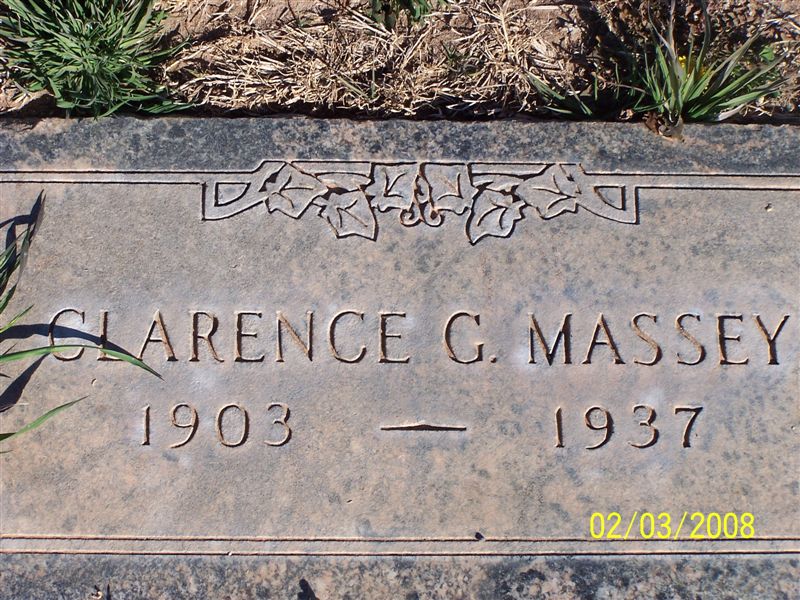 CLARENCE G. MASSEY
1903 — 1937
02/03/2008